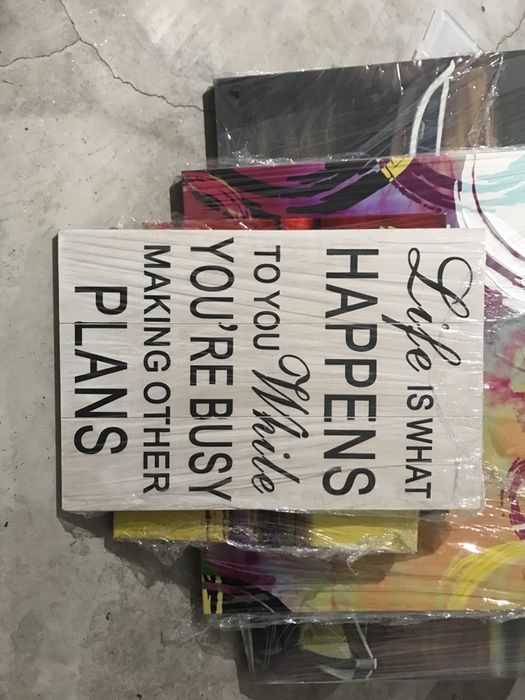 Life IS WHAT
HAPPENS
TO YOU While
YOU'RE BUSY
MAKING OTHER
PLANS